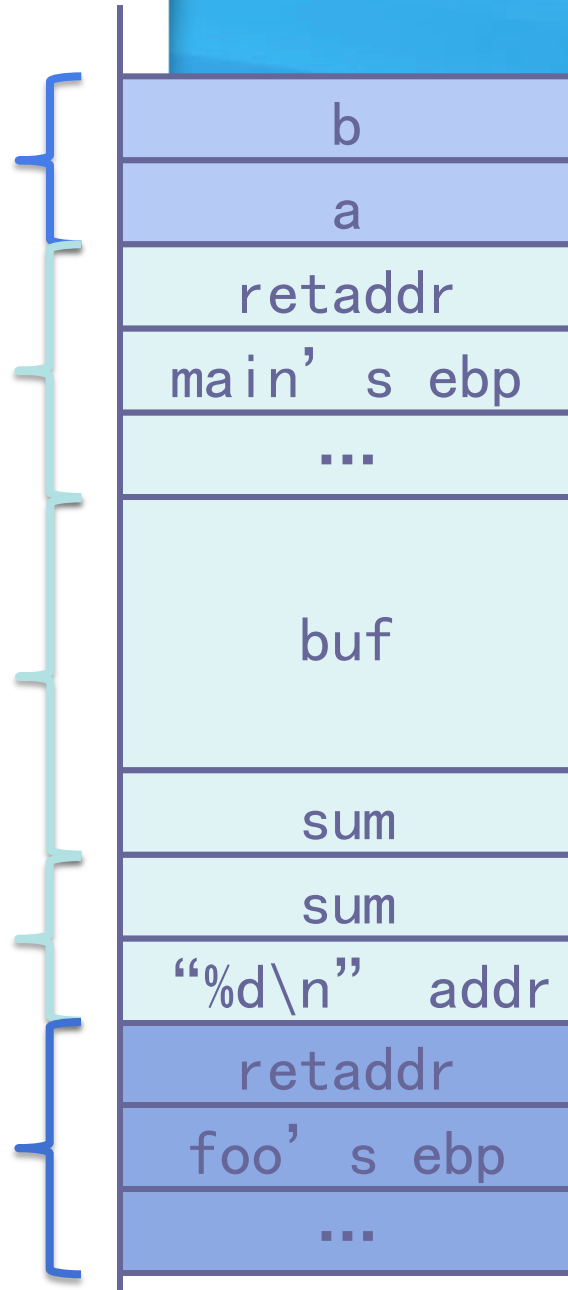 b
a
retaddr
main’s ebp
…
buf
sum
sum
“%d\n” addr
retaddr
foo’s ebp
…